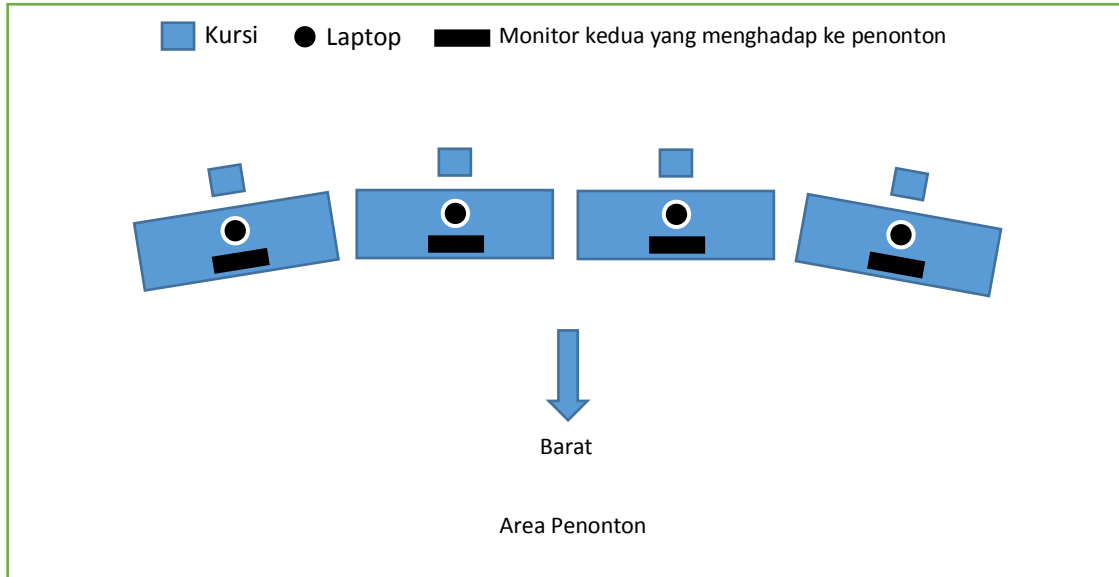 Kursi Laptop Monitor kedua yang menghadap ke penonton
Barat
Area Penonton